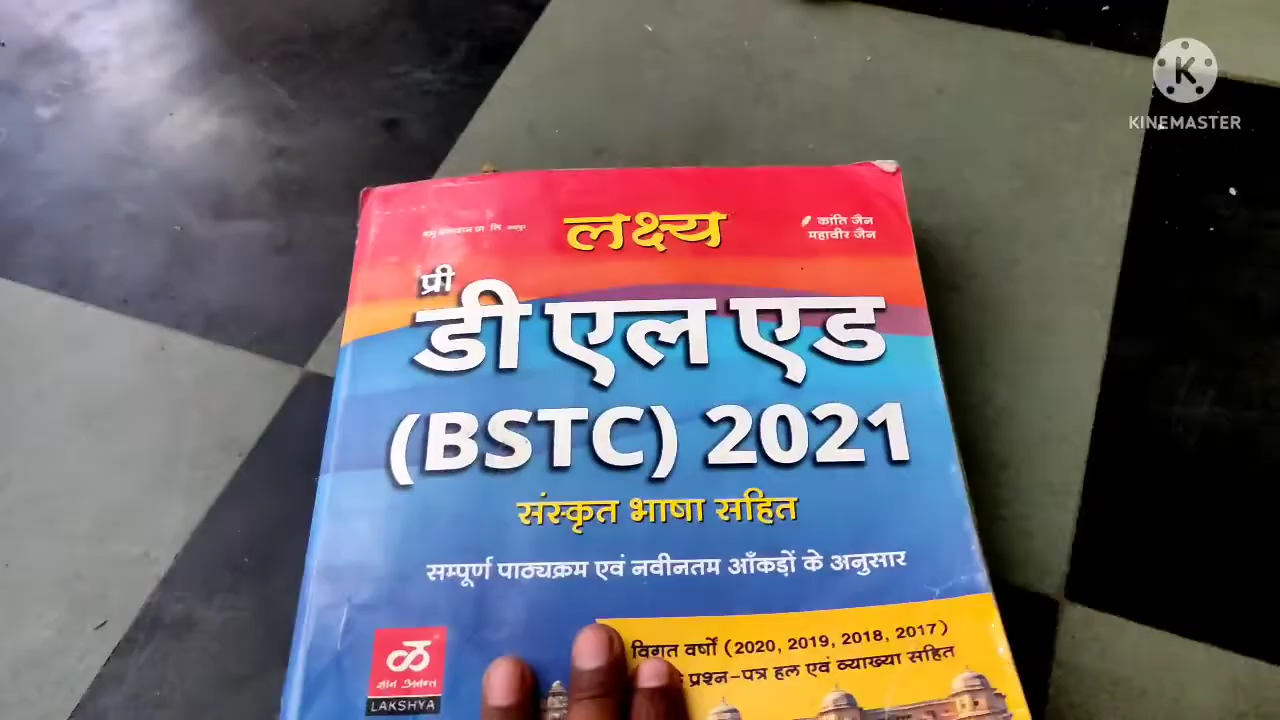 लक्ष्य
कांति जैन
महावीर जैन
प्री
डी एल एड
(BSTC) 2021
संस्कृत भाषा सहित
सम्पूर्ण पाठ्यक्रम एवं नवीनतम आँकड़ों के अनुसार
विगत वर्षों (2020, 2019, 2018, 2017)
प्रश्न-पत्र हल एवं व्याख्या सहित
LAKSHYA
K
KINEMASTER